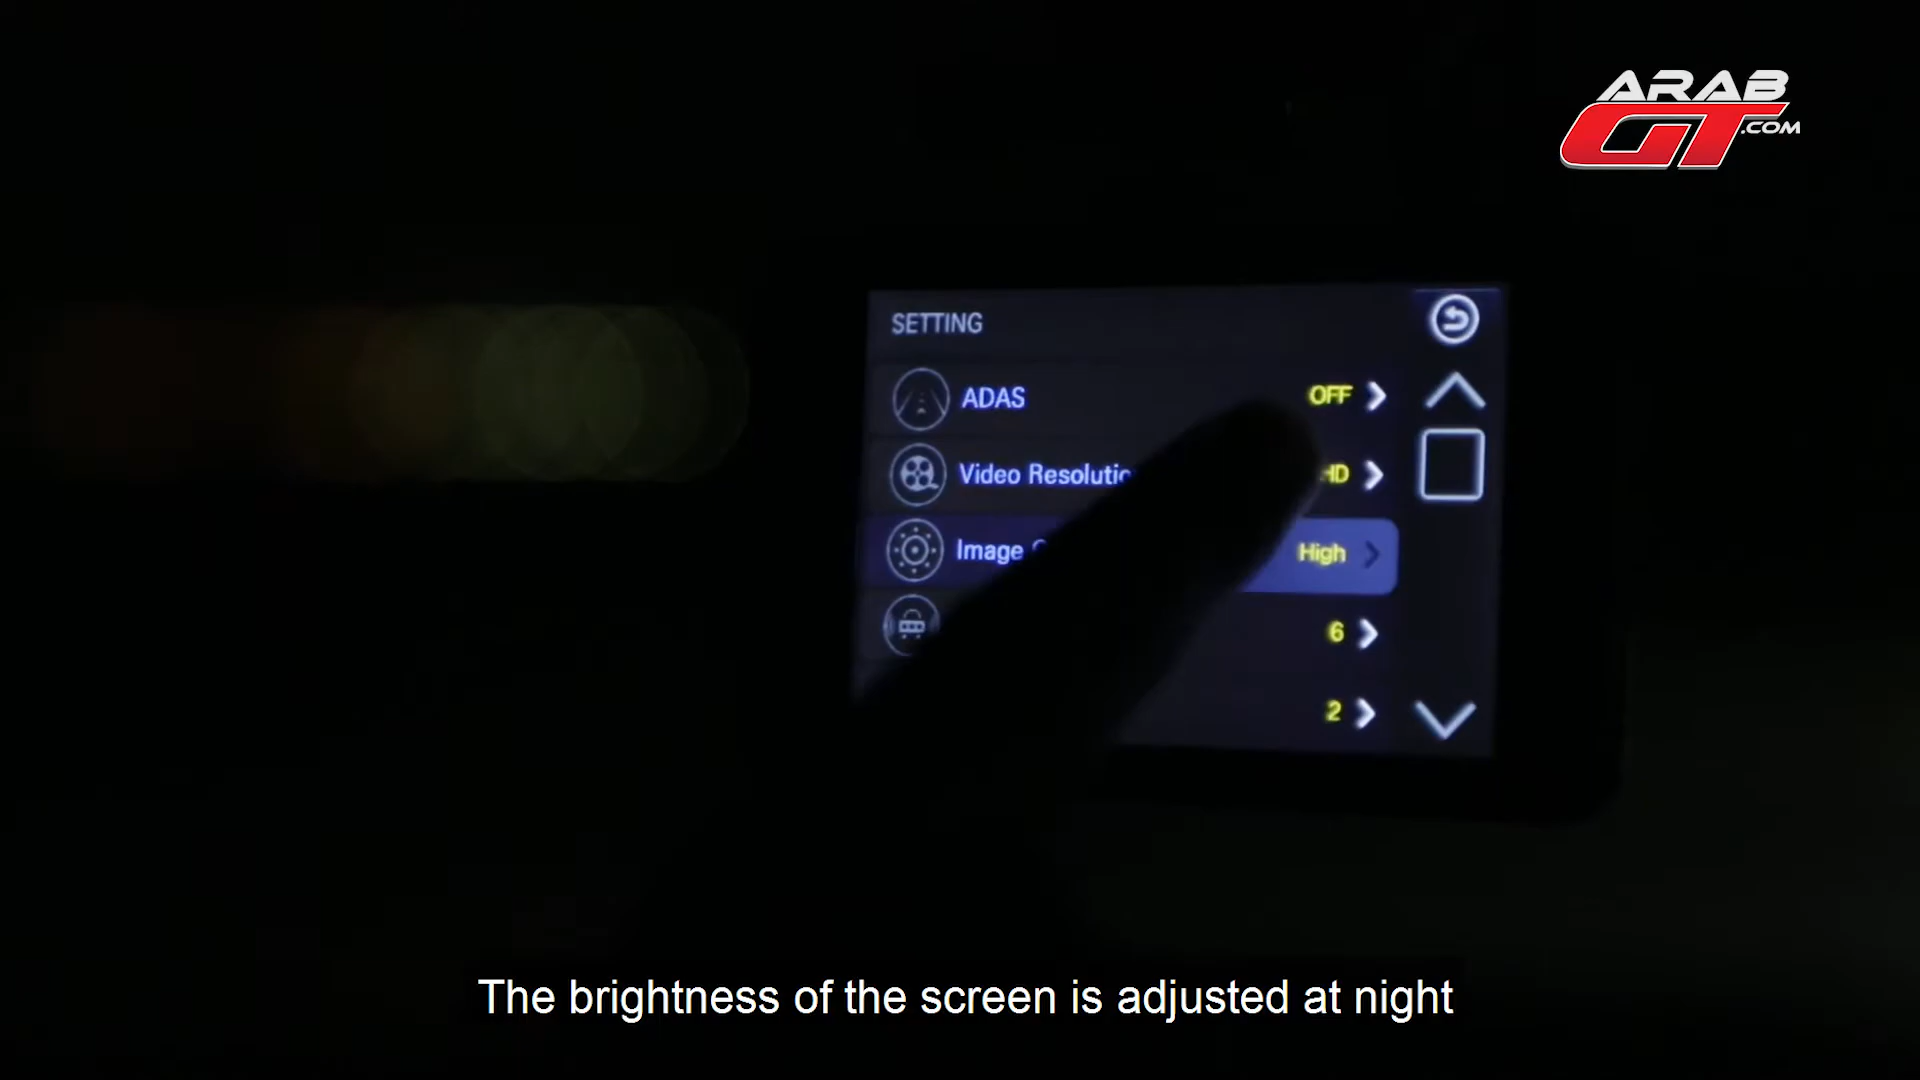 ARAB
GT.COM
SETTING
ADAS OFF
Video HD
Image High
6
2
The brightness of the screen is adjusted at night